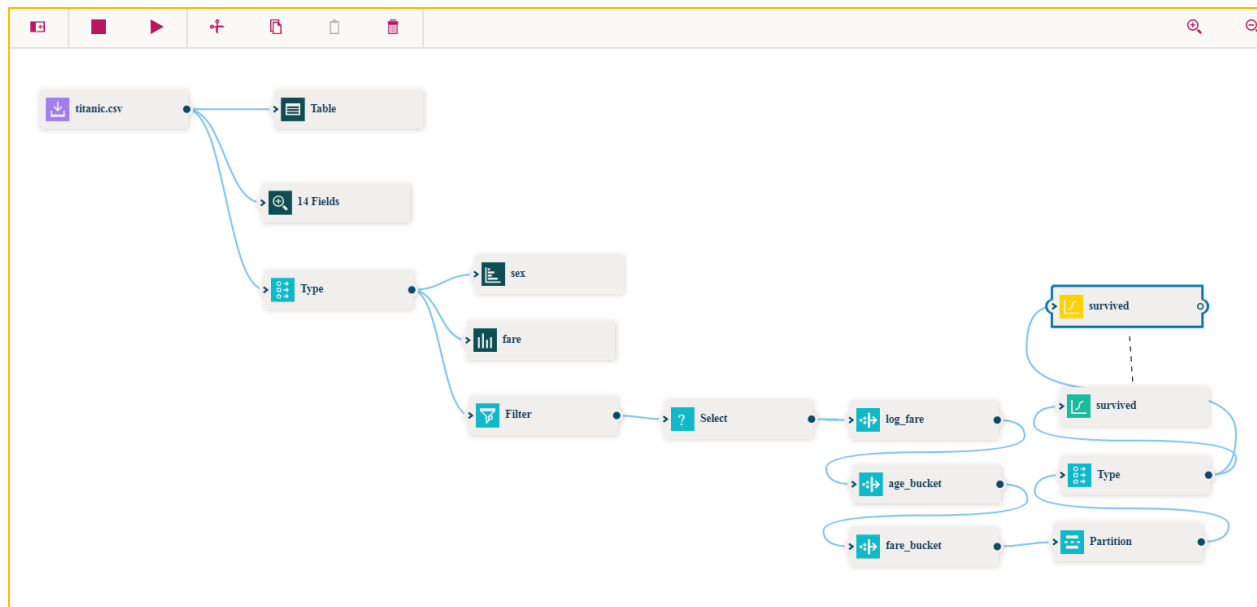 titanic.csv
Table
14 Fields
Type
sex
fare
Filter
Select
log_fare
age_bucket
fare_bucket
survived
survived
Type
Partition